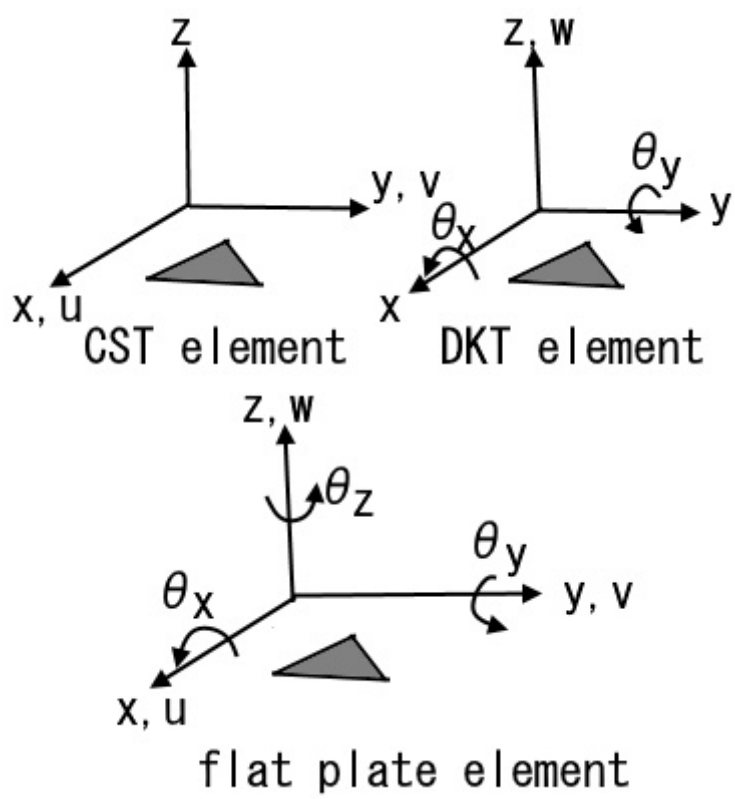 z
y, v
x, u
CST element
z, w
θy
y
θx
x
DKT element
z, w
θz
θy
y, v
θx
x, u
flat plate element